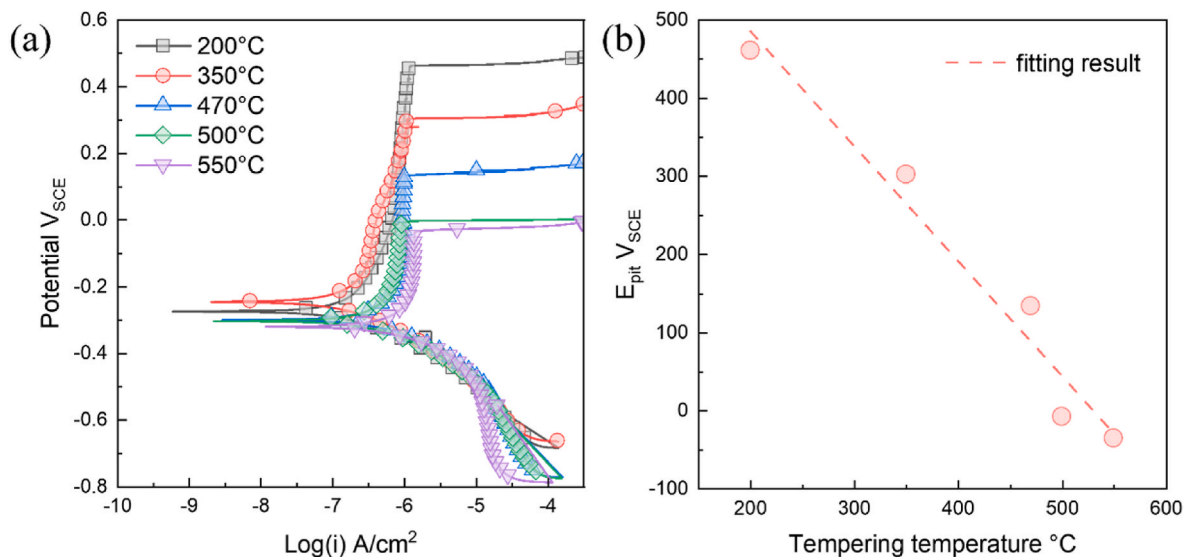 (a)
0.6
0.4
0.2
0.0
-0.2
-0.4
-0.6
-0.8
Potential V_SCE
200°C
350°C
470°C
500°C
550°C
-10 -9 -8 -7 -6 -5 -4
Log(i) A/cm²
(b)
500
400
300
200
100
0
-100
E_pit V_SCE
fitting result
200 300 400 500 600
Tempering temperature °C